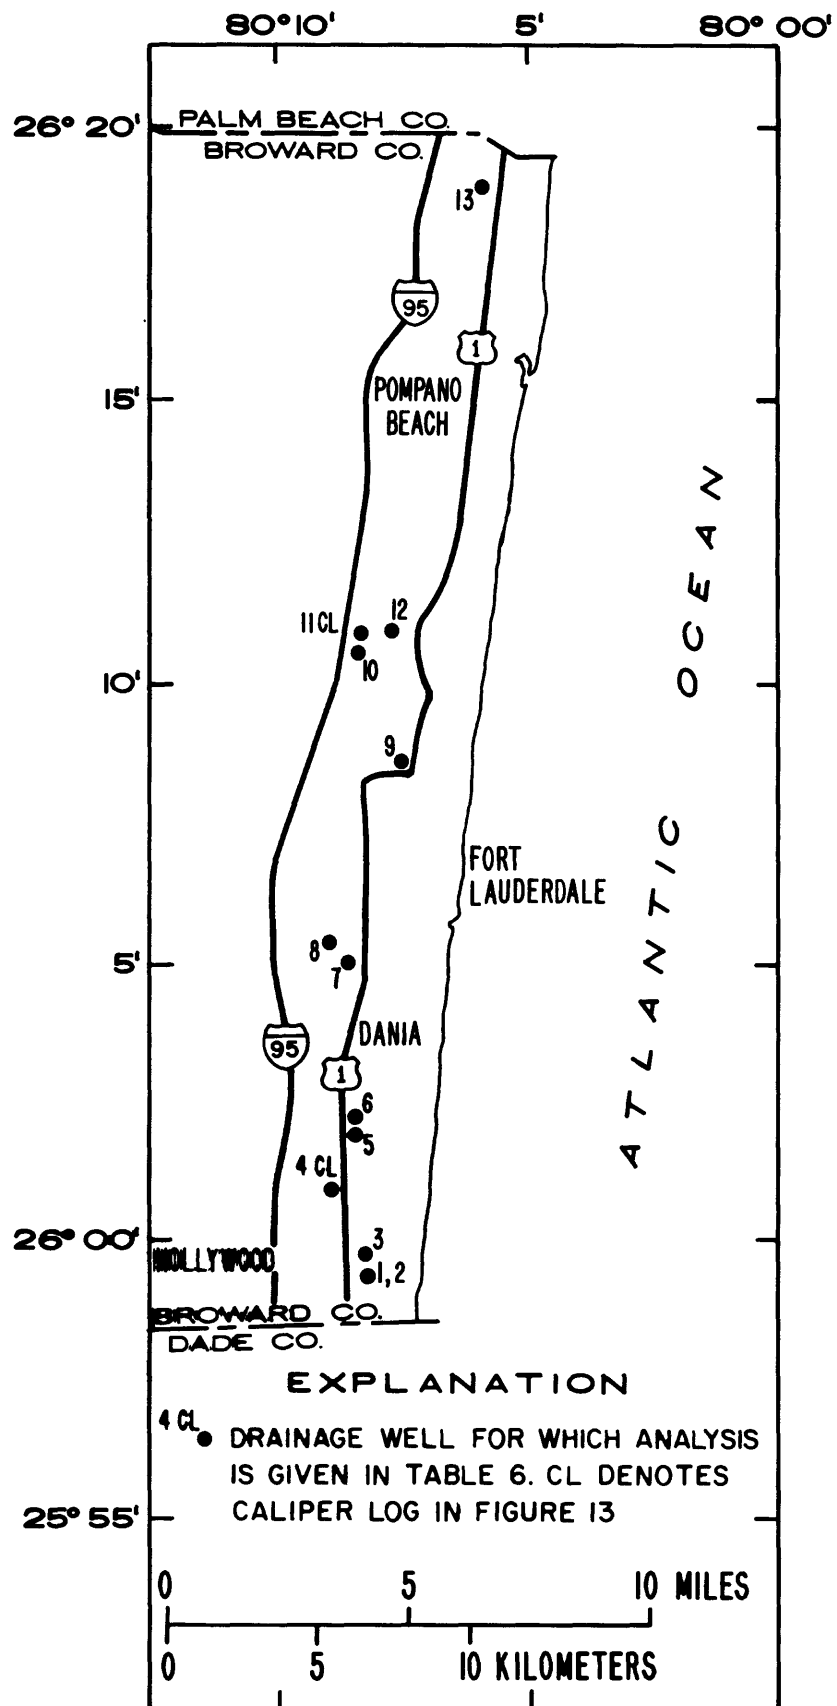 80° 10' 5' 80° 00'
26° 20'
PALM BEACH CO.
BROWARD CO.
13
95
1
15'
POMPANO
BEACH
12
11 CL
10
10'
9
ATLANTIC OCEAN
FORT
LAUDERDALE
8
7
5'
DANIA
95
1
6
5
4 CL
26° 00'
3
HOLLYWOOD
1,2
BROWARD CO.
DADE CO.
EXPLANATION
4 CL
DRAINAGE WELL FOR WHICH ANALYSIS
IS GIVEN IN TABLE 6. CL DENOTES
CALIPER LOG IN FIGURE 13
25° 55'
0 5 10 MILES
0 5 10 KILOMETERS